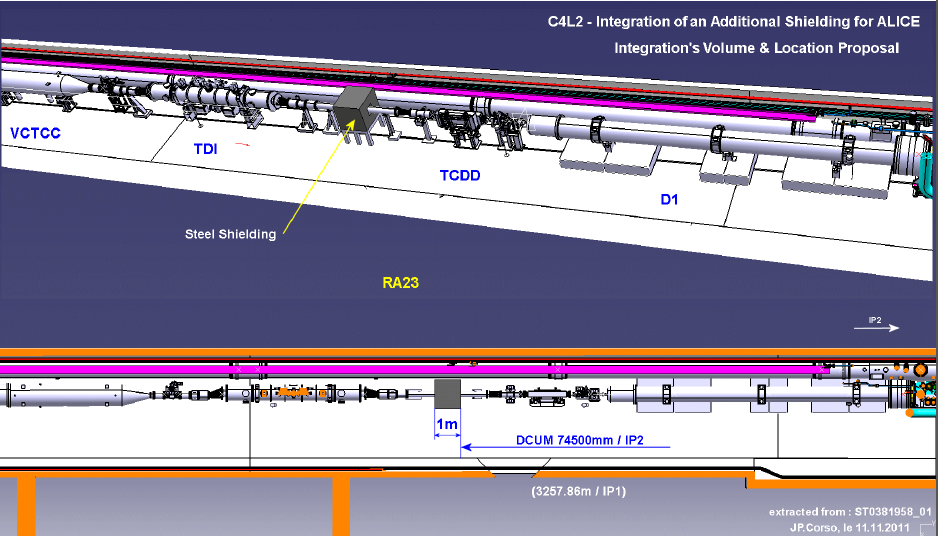 C4L2 - Integration of an Additional Shielding for ALICE
Integration's Volume & Location Proposal
VCTCC
TDI
TCDD
D1
Steel Shielding
RA23
IP2
1m
DCUM 74500mm / IP2
(3257.86m / IP1)
extracted from : ST0381958_01
JP.Corso, le 11.11.2011